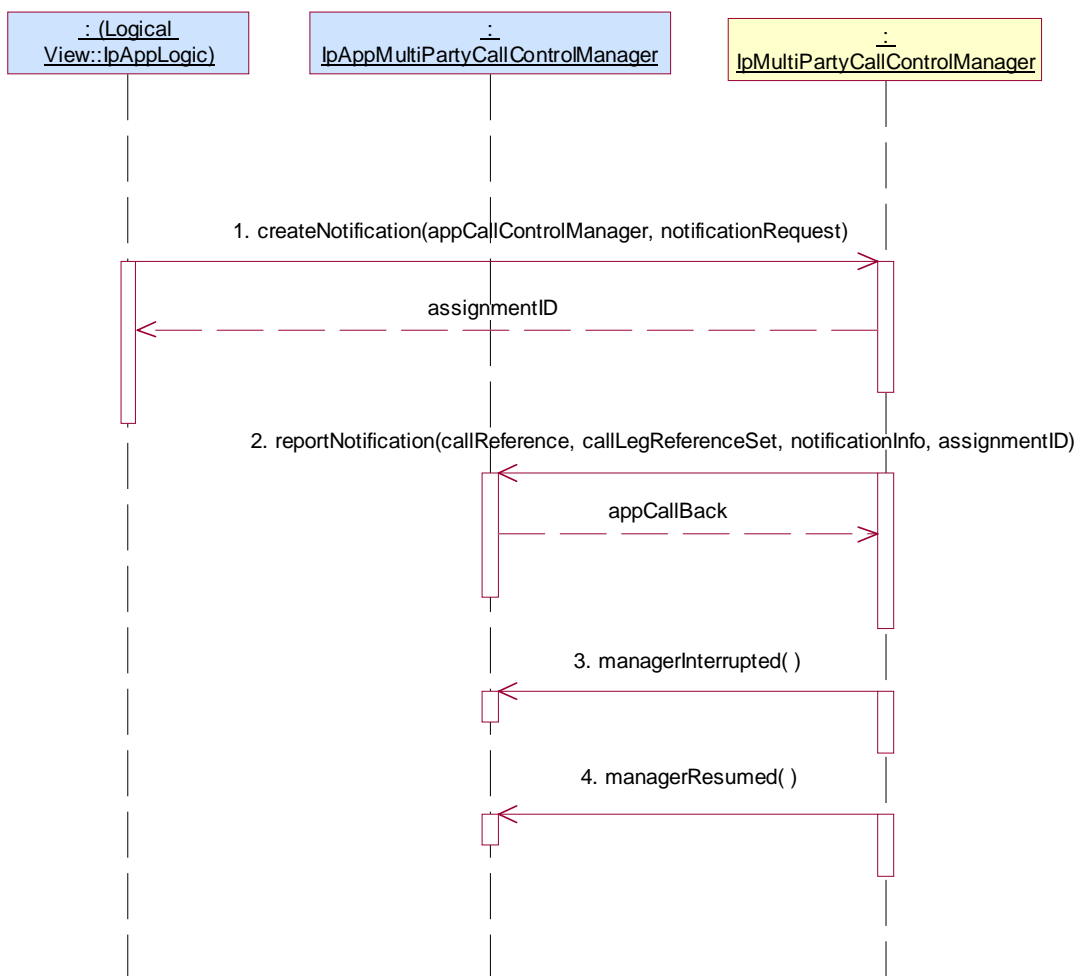 : (Logical
View::IpAppLogic)
:
IpAppMultiPartyCallControlManager
:
IpMultiPartyCallControlManager
1. createNotification(appCallControlManager, notificationRequest)
assignmentID
2. reportNotification(callReference, callLegReferenceSet, notificationInfo, assignmentID)
appCallBack
3. managerInterrupted( )
4. managerResumed( )